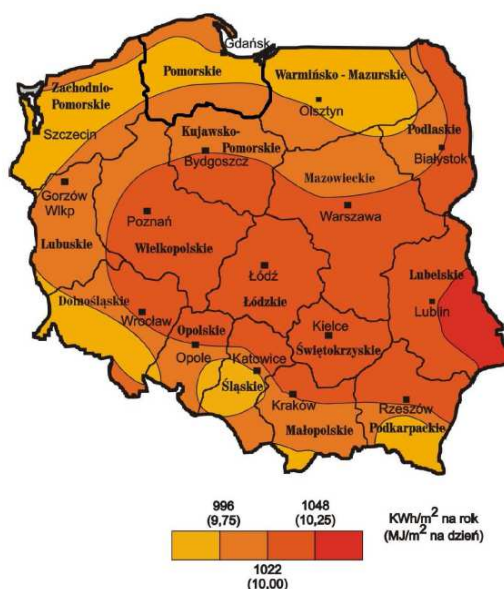 Gdańsk
Pomorskie
Warmińsko - Mazurskie
Zachodnio-
Pomorskie
Olsztyn
Szczecin
Kujawsko-
Pomorskie
Podlaskie
Bydgoszcz
Białystok
Mazowieckie
Gorzów
Wlkp
Poznań
Warszawa
Lubuskie
Wielkopolskie
Łódź
Lubelskie
Dolnośląskie
Łódzkie
Lublin
Wrocław
Opolskie
Kielce
Opole
Katowice
Świętokrzyskie
Śląskie
Kraków
Rzeszów
Małopolskie
Podkarpackie
996
(9,75)
1048
(10,25)
KWh/m² na rok
(MJ/m² na dzień)
1022
(10,00)